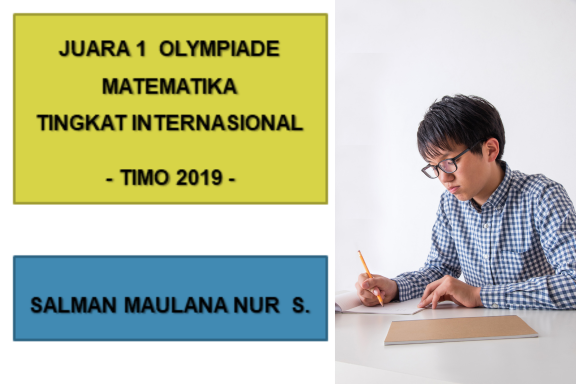 JUARA 1 OLYMPIADE
MATEMATIKA
TINGKAT INTERNASIONAL
- TIMO 2019 -
SALMAN MAULANA NUR S.